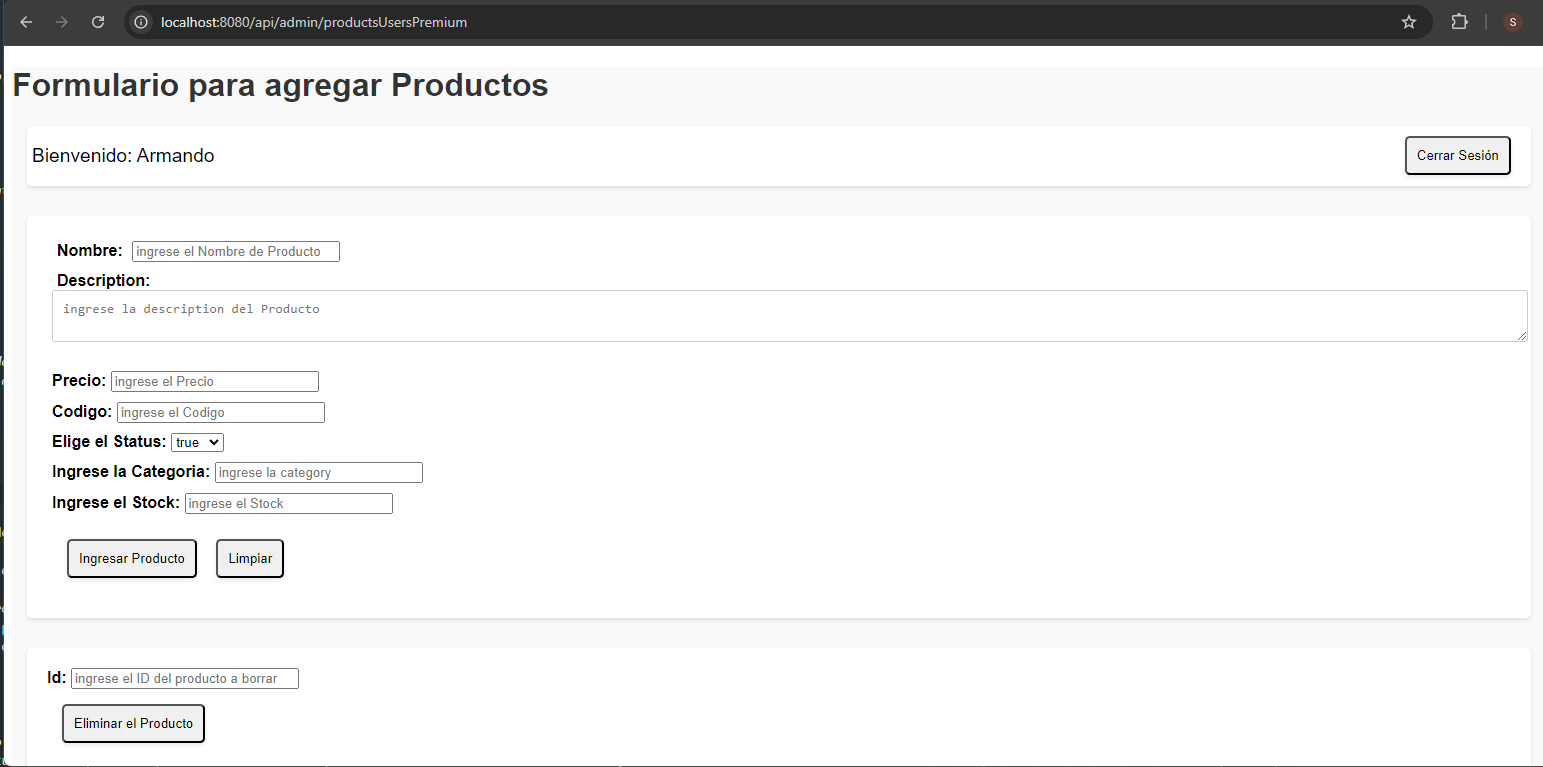 localhost:8080/api/admin/productsUsersPremium
S
Formulario para agregar Productos
Bienvenido: Armando
Cerrar Sesión
Nombre: ingrese el Nombre de Producto
Description:
ingrese la description del Producto
Precio: ingrese el Precio
Codigo: ingrese el Codigo
Elige el Status: true
Ingrese la Categoria: ingrese la category
Ingrese el Stock: ingrese el Stock
Ingresar Producto Limpiar
Id: ingrese el ID del producto a borrar
Eliminar el Producto